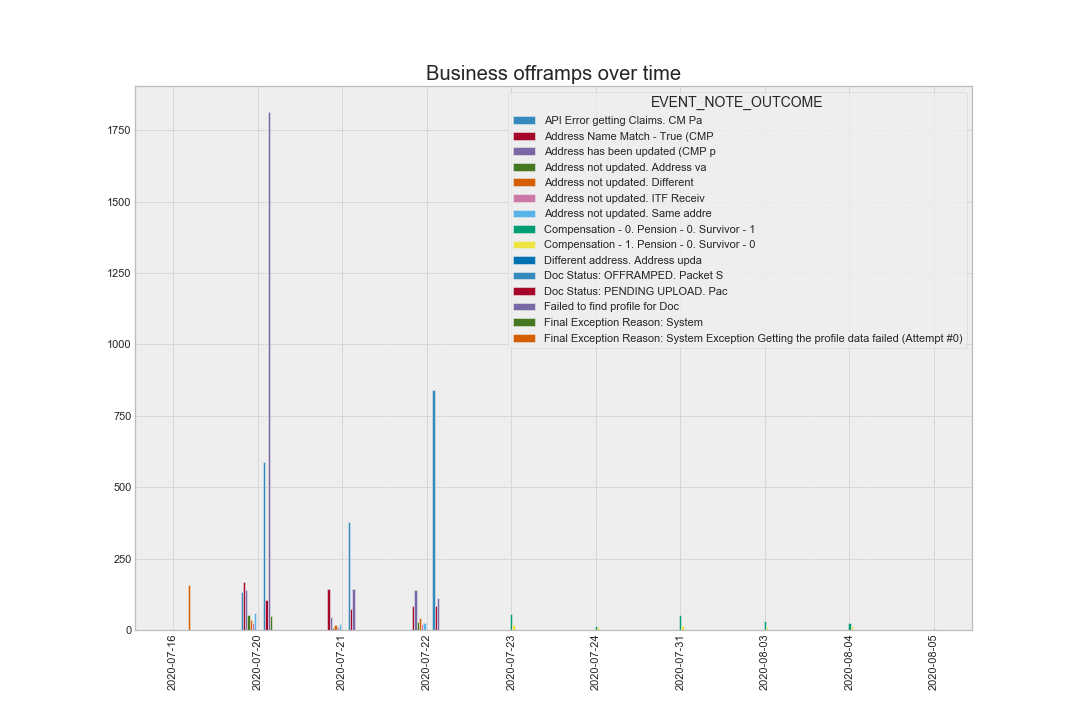 Business offramps over time
EVENT_NOTE_OUTCOME
API Error getting Claims. CM Pa
Address Name Match - True (CMP
Address has been updated (CMP p
Address not updated. Address va
Address not updated. Different
Address not updated. ITF Receiv
Address not updated. Same addre
Compensation - 0. Pension - 0. Survivor - 1
Compensation - 1. Pension - 0. Survivor - 0
Different address. Address upda
Doc Status: OFFRAMPED. Packet S
Doc Status: PENDING UPLOAD. Pac
Failed to find profile for Doc
Final Exception Reason: System
Final Exception Reason: System Exception Getting the profile data failed (Attempt #0)
1750
1500
1250
1000
750
500
250
0
2020-07-16
2020-07-20
2020-07-21
2020-07-22
2020-07-23
2020-07-24
2020-07-31
2020-08-03
2020-08-04
2020-08-05